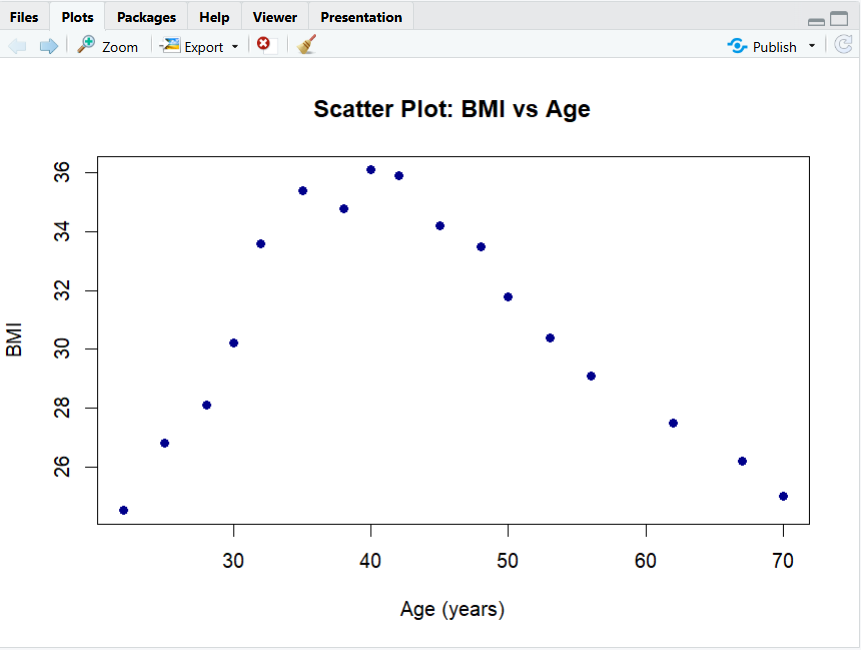 Files Plots Packages Help Viewer Presentation
Zoom Export Publish
Scatter Plot: BMI vs Age
36
34
32
30
28
26
BMI
30 40 50 60 70
Age (years)